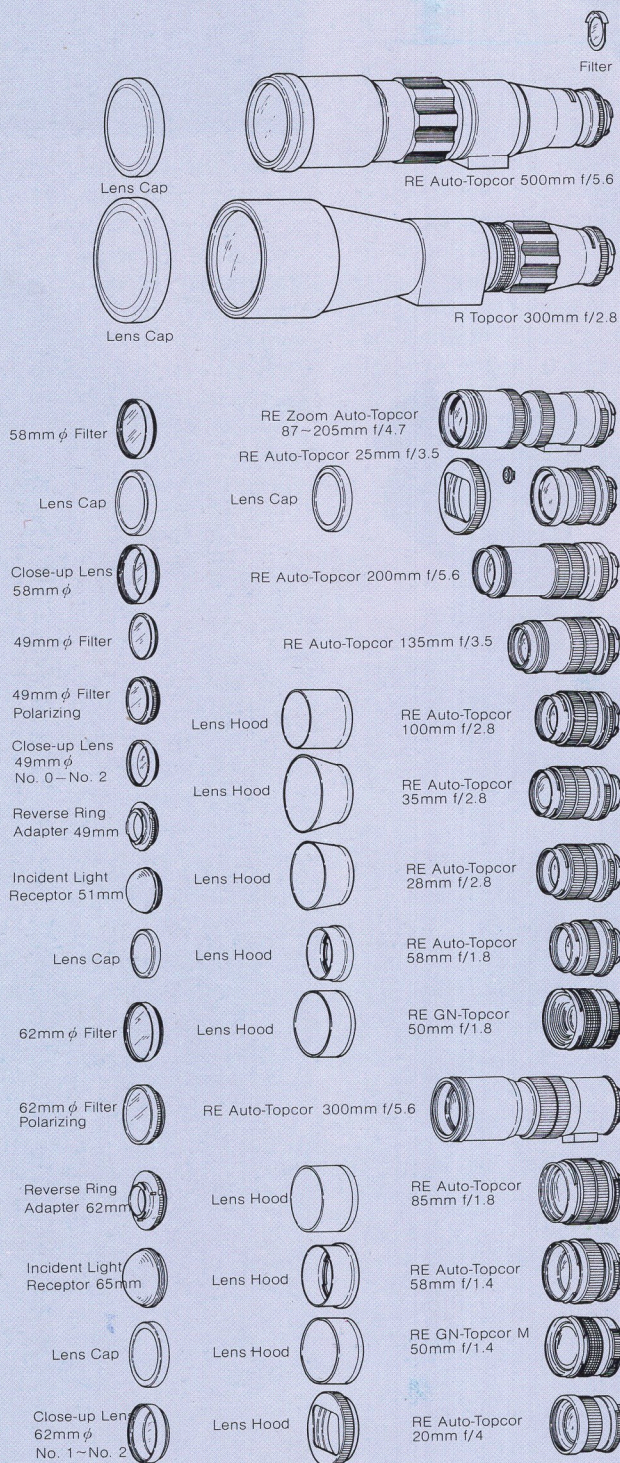 Filter
Lens Cap
RE Auto-Topcor 500mm f/5.6
Lens Cap
R Topcor 300mm f/2.8
58mm φ Filter
RE Zoom Auto-Topcor
87~205mm f/4.7
RE Auto-Topcor 25mm f/3.5
Lens Cap
Lens Cap
Close-up Lens
58mm φ
RE Auto-Topcor 200mm f/5.6
49mm φ Filter
RE Auto-Topcor 135mm f/3.5
49mm φ Filter
Polarizing
Lens Hood
RE Auto-Topcor
100mm f/2.8
Close-up Lens
49mm φ
No. 0–No. 2
Lens Hood
RE Auto-Topcor
35mm f/2.8
Reverse Ring
Adapter 49mm
Incident Light
Receptor 51mm
Lens Hood
RE Auto-Topcor
28mm f/2.8
Lens Cap
Lens Hood
RE Auto-Topcor
58mm f/1.8
62mm φ Filter
Lens Hood
RE GN-Topcor
50mm f/1.8
62mm φ Filter
Polarizing
RE Auto-Topcor 300mm f/5.6
Reverse Ring
Adapter 62mm
Lens Hood
RE Auto-Topcor
85mm f/1.8
Incident Light
Receptor 65mm
Lens Hood
RE Auto-Topcor
58mm f/1.4
Lens Cap
Lens Hood
RE GN-Topcor M
50mm f/1.4
Close-up Lens
62mm φ
No. 1~No. 2
Lens Hood
RE Auto-Topcor
20mm f/4